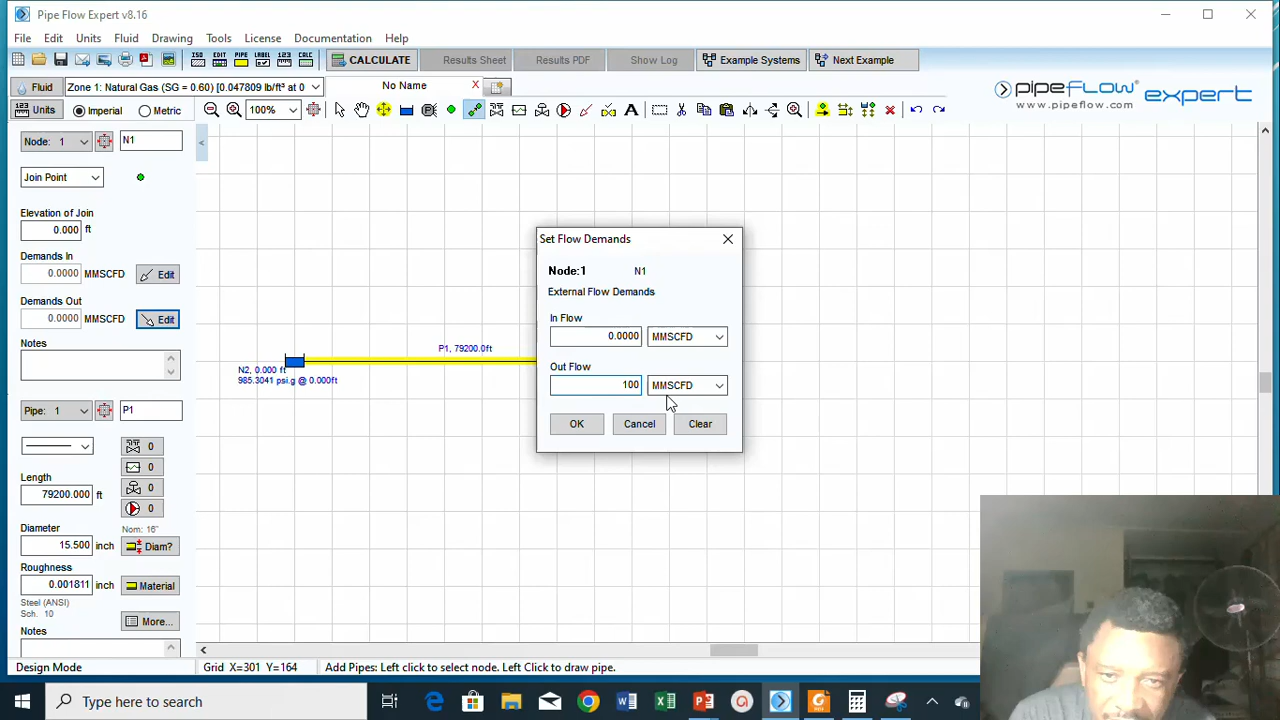 Pipe Flow Expert v8.16
File Edit Units Fluid Drawing Tools License Documentation Help
CALCULATE Results Sheet Results PDF Show Log Example Systems Next Example
Fluid Zone 1: Natural Gas (SG = 0.60) [0.047809 lb/ft³ at 0 No Name X
pipeflow expert
www.pipeflow.com
Units Imperial Metric 100% A
Node: 1 N1
Join Point
Elevation of Join
0.000 ft
Demands In
0.0000 MMSCFD Edit
Demands Out
0.0000 MMSCFD Edit
Notes
Pipe: 1 P1
0
0
Length 0
79200.000 ft 0
Diameter Nom: 16"
15.500 inch Diam?
Roughness
0.001811 inch Material
Steel (ANSI)
Sch. 10 More...
Notes
P1, 79200.0ft
N2, 0.000 ft
985.3041 psi.g @ 0.000ft
Set Flow Demands
Node:1 N1
External Flow Demands
In Flow
0.0000 MMSCFD
Out Flow
100 MMSCFD
OK Cancel Clear
Design Mode Grid X=301 Y=164 Add Pipes: Left click to select node. Left Click to draw pipe.
Type here to search